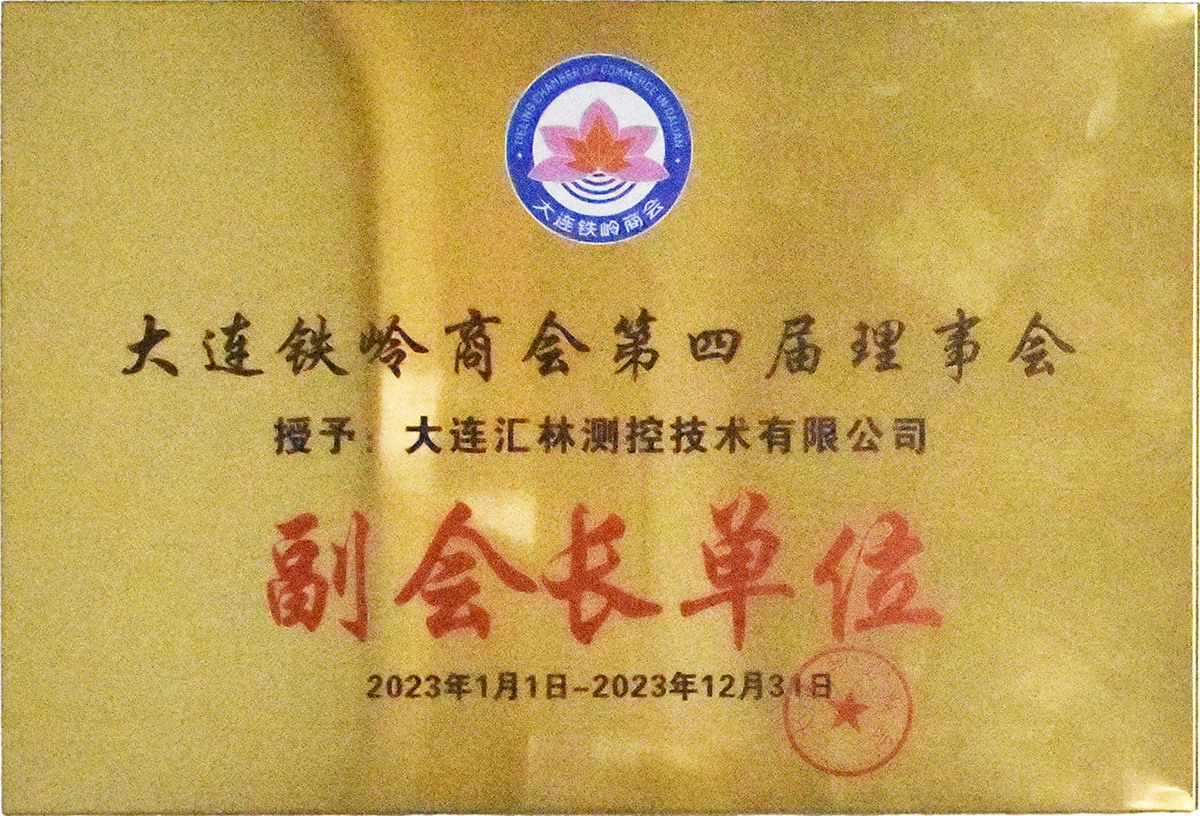 TIELING CHAMBER OF COMMERCE IN DALIAN
大连铁岭商会
大连铁岭商会第四届理事会
授予：大连汇林测控技术有限公司
副会长单位
2023年1月1日-2023年12月31日